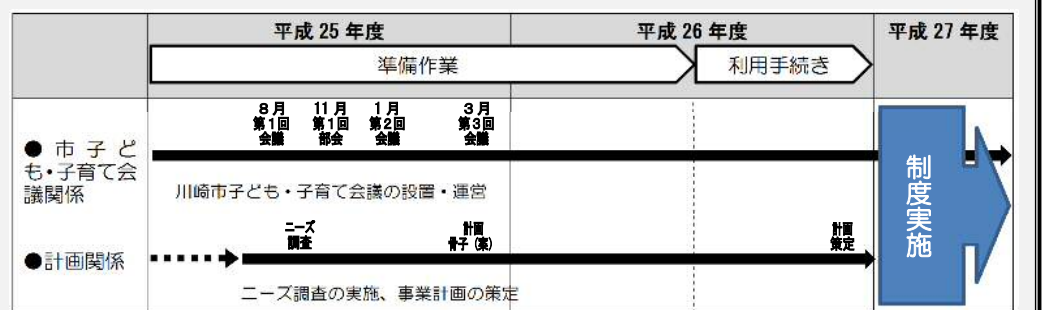 平成 25 年度
平成 26 年度
平成 27 年度
準備作業
利用手続き
8月
第1回
会議
11月
第1回
部会
1月
第2回
会議
3月
第3回
会議
●市子ど
も・子育て会
議関係
川崎市子ども・子育て会議の設置・運営
ニーズ
調査
計画
骨子（案）
計画
策定
●計画関係
ニーズ調査の実施、事業計画の策定
制度実施